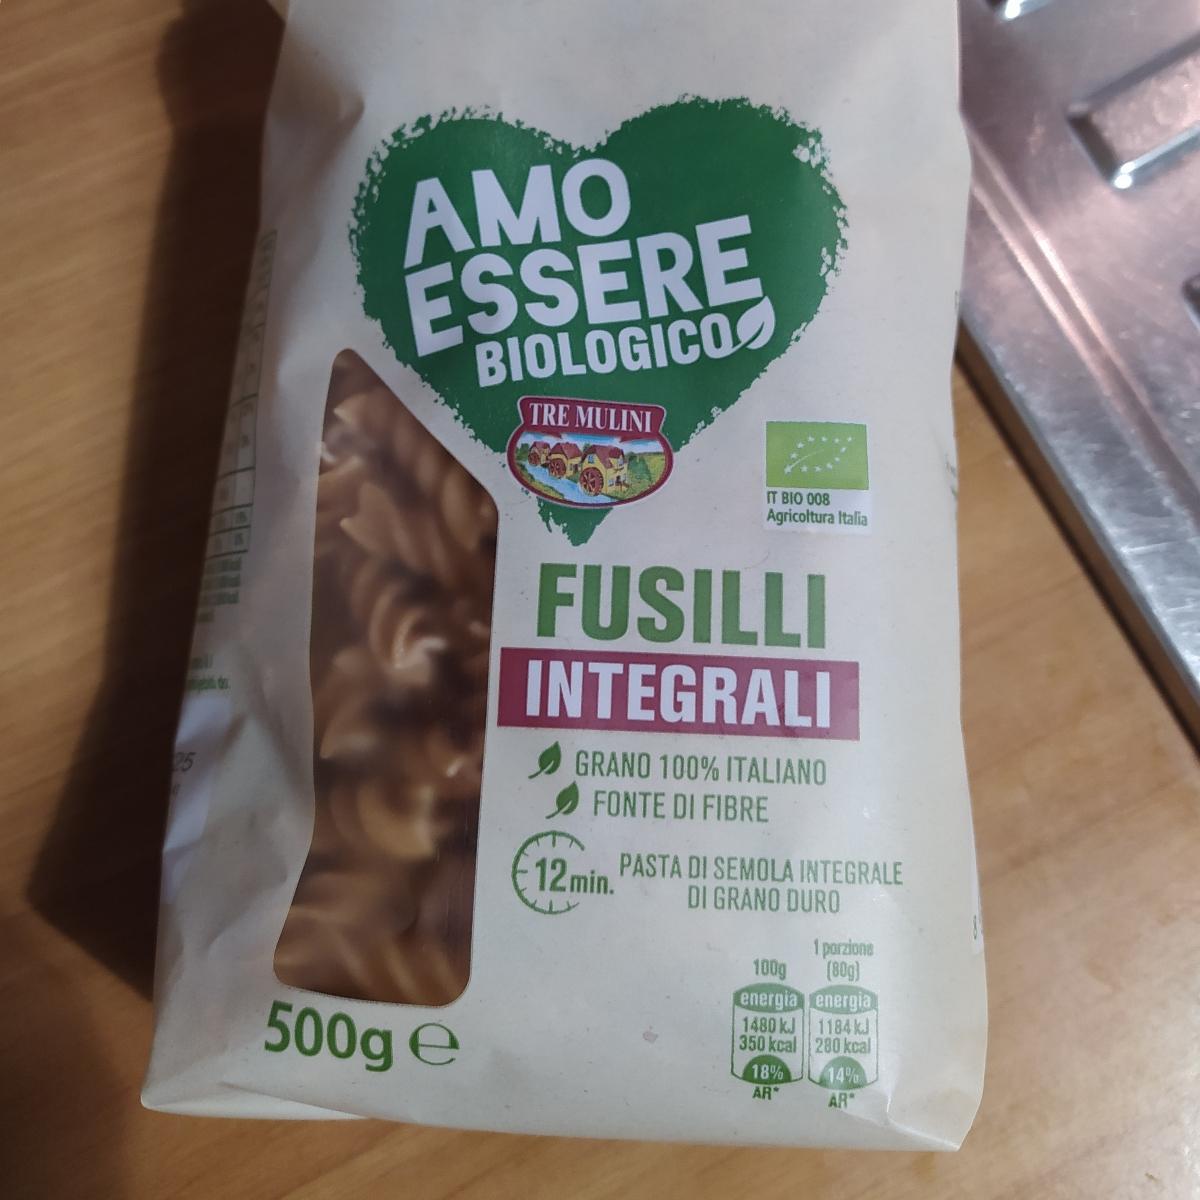 AMO
ESSERE
BIOLOGICO
TRE MULINI
IT BIO 008
Agricoltura Italia
FUSILLI
INTEGRALI
GRANO 100% ITALIANO
FONTE DI FIBRE
12 min.
PASTA DI SEMOLA INTEGRALE
DI GRANO DURO
100g
1 porzione
(80g)
energia
1480 kJ
350 kcal
18%
AR*
energia
1184 kJ
280 kcal
14%
AR*
500g ℮